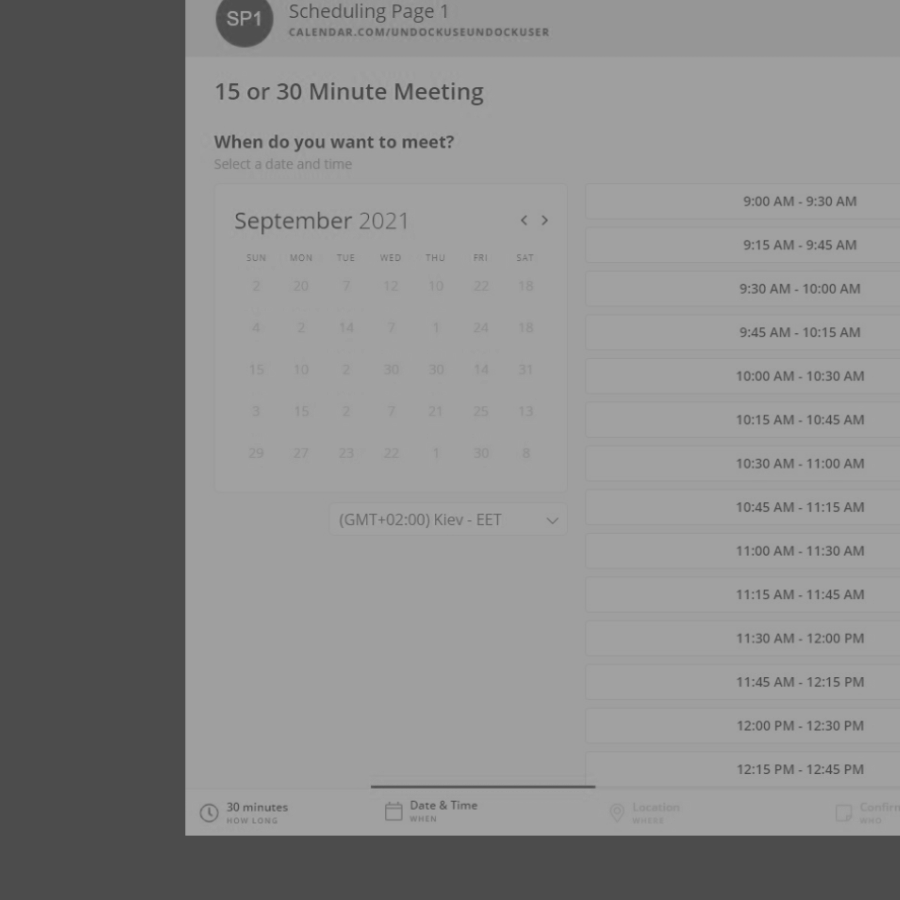 SP1
Scheduling Page 1
CALENDAR.COM/UNDOCKUSEUNDOCKUSER
15 or 30 Minute Meeting
When do you want to meet?
Select a date and time
September 2021
SUN MON TUE WED THU FRI SAT
2 20 7 12 10 22 18
4 2 14 7 1 24 18
15 10 2 30 30 14 31
3 15 2 7 21 25 13
29 27 23 22 1 30 8
(GMT+02:00) Kiev - EET
9:00 AM - 9:30 AM
9:15 AM - 9:45 AM
9:30 AM - 10:00 AM
9:45 AM - 10:15 AM
10:00 AM - 10:30 AM
10:15 AM - 10:45 AM
10:30 AM - 11:00 AM
10:45 AM - 11:15 AM
11:00 AM - 11:30 AM
11:15 AM - 11:45 AM
11:30 AM - 12:00 PM
11:45 AM - 12:15 PM
12:00 PM - 12:30 PM
12:15 PM - 12:45 PM
30 minutes
HOW LONG
Date & Time
WHEN
Location
WHERE
Confirm
WHO